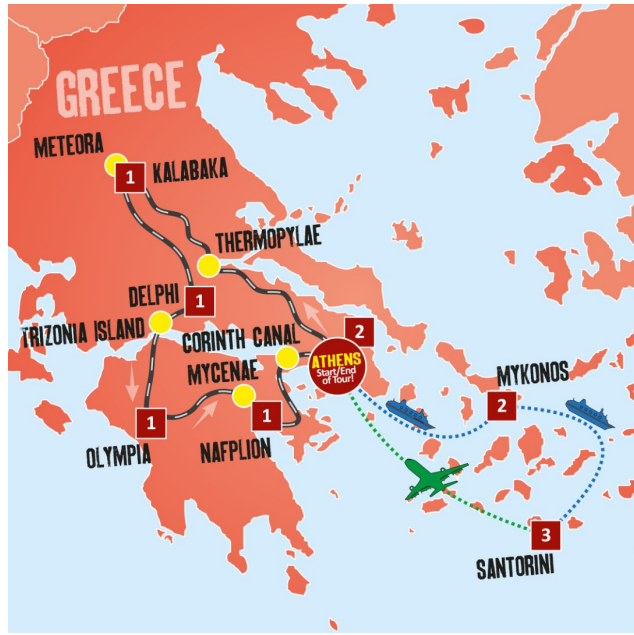 GREECE
METEORA
1
KALABAKA
THERMOPYLAE
DELPHI
1
TRIZONIA ISLAND
CORINTH CANAL
2
ATHENS
Start/End
of Tour!
MYCENAE
MYKONOS
2
1
1
OLYMPIA
NAFPLION
3
SANTORINI